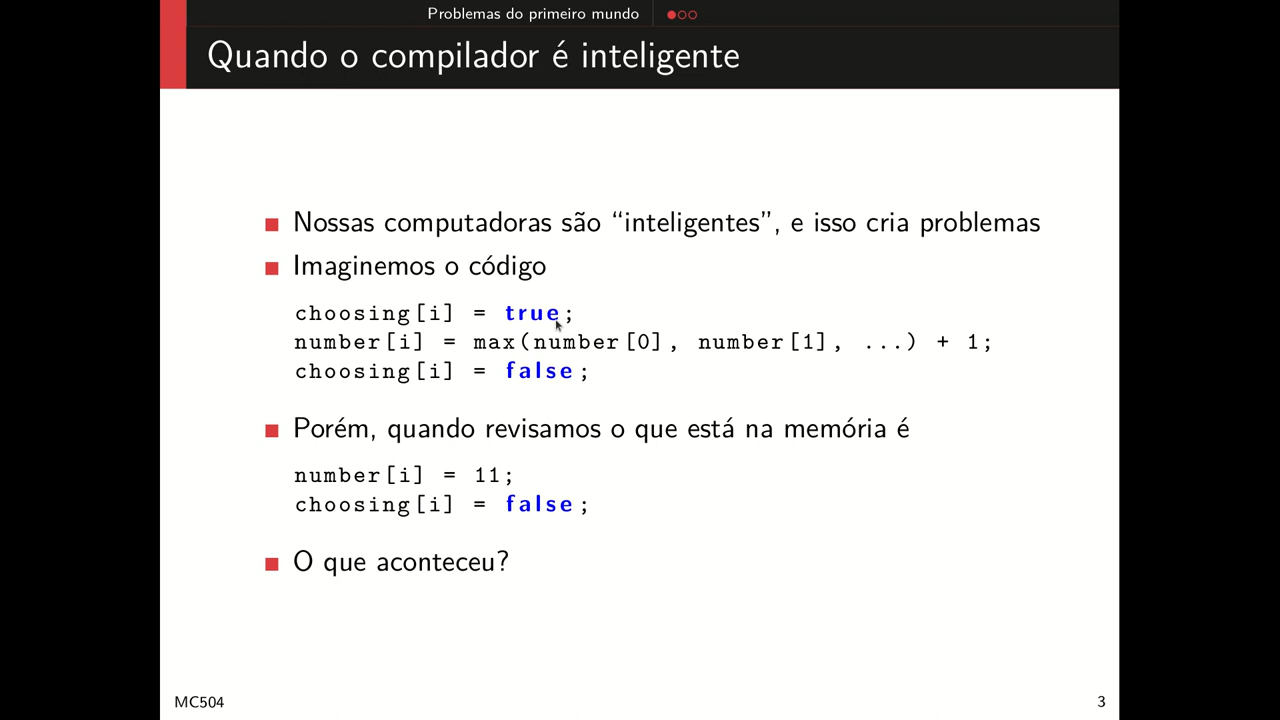 Problemas do primeiro mundo
Quando o compilador é inteligente
Nossas computadoras são “inteligentes”, e isso cria problemas
Imaginemos o código
choosing[i] = true;
number[i] = max(number[0], number[1], ...) + 1;
choosing[i] = false;
Porém, quando revisamos o que está na memória é
number[i] = 11;
choosing[i] = false;
O que aconteceu?
MC504
3